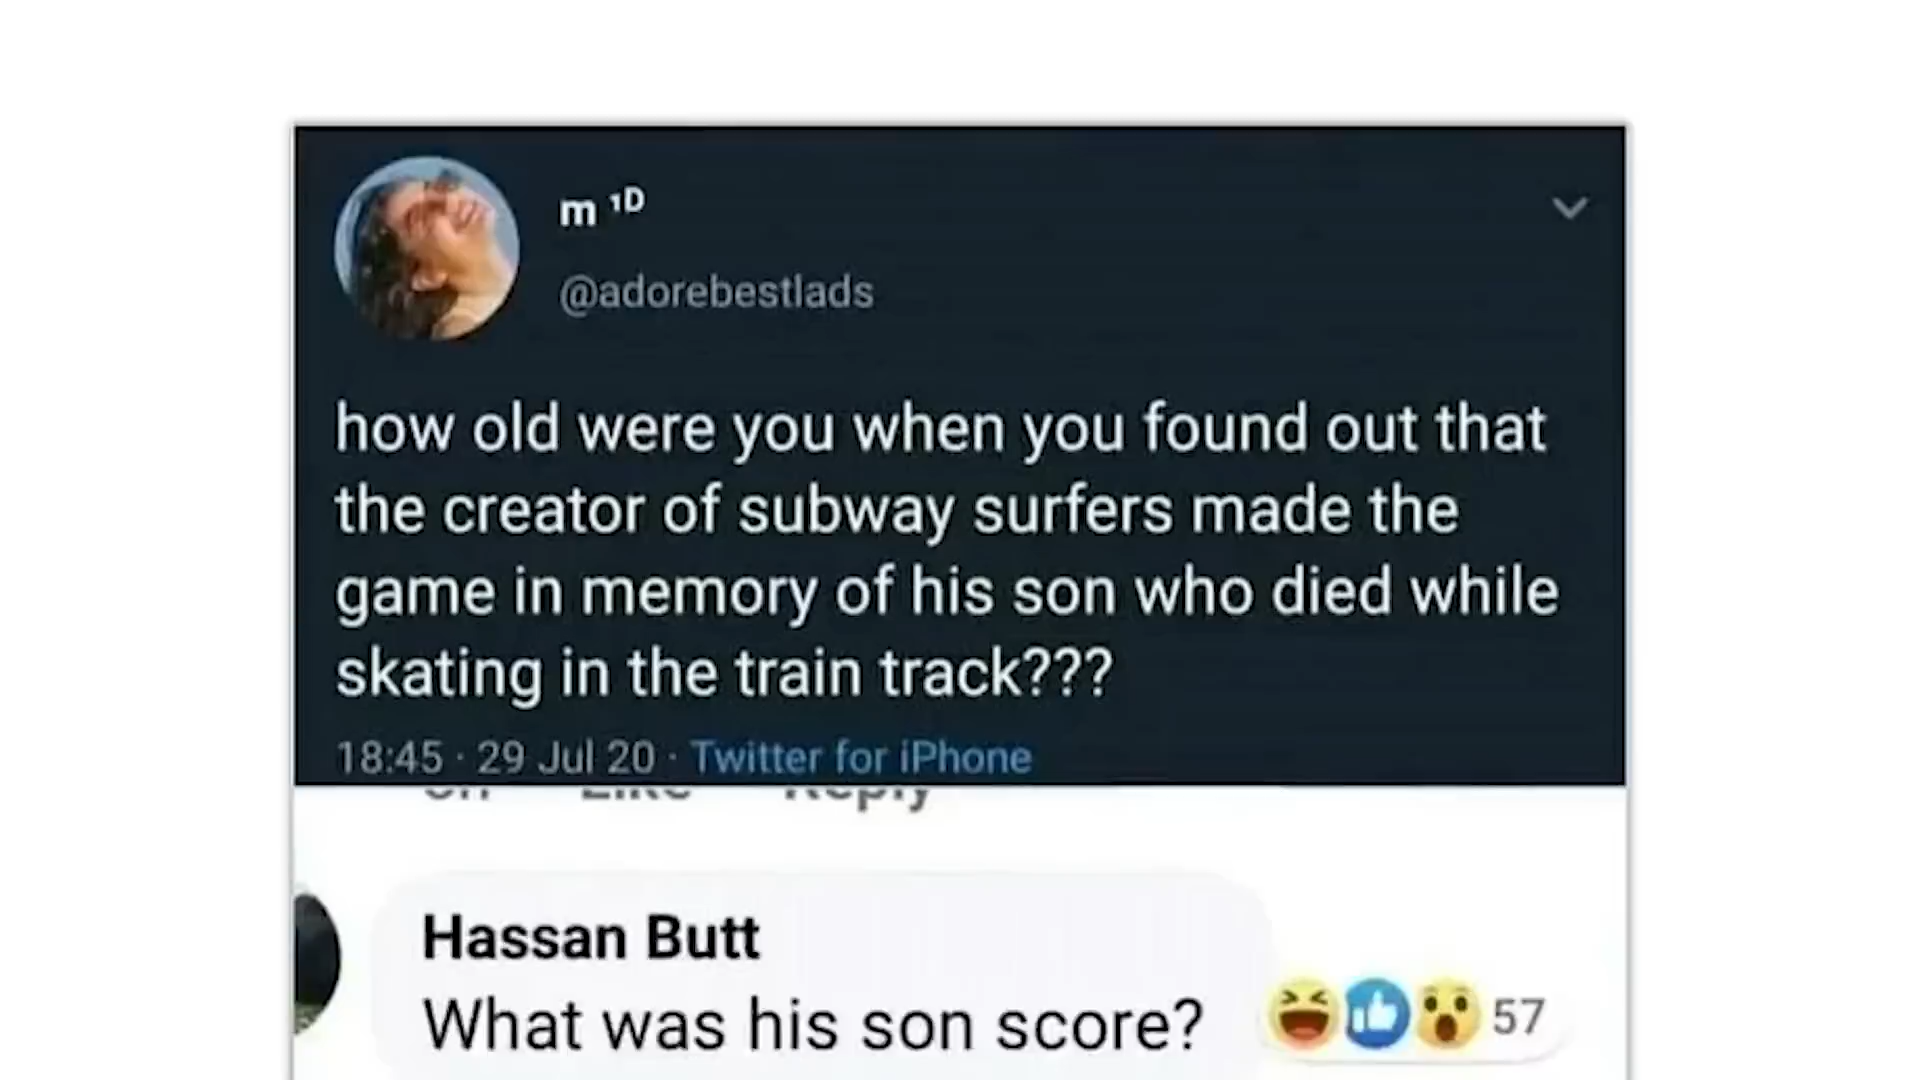 m ¹ᴰ
@adorebestlads
how old were you when you found out that
the creator of subway surfers made the
game in memory of his son who died while
skating in the train track???
18:45 · 29 Jul 20 · Twitter for iPhone
Like Reply
Hassan Butt
What was his son score?
57